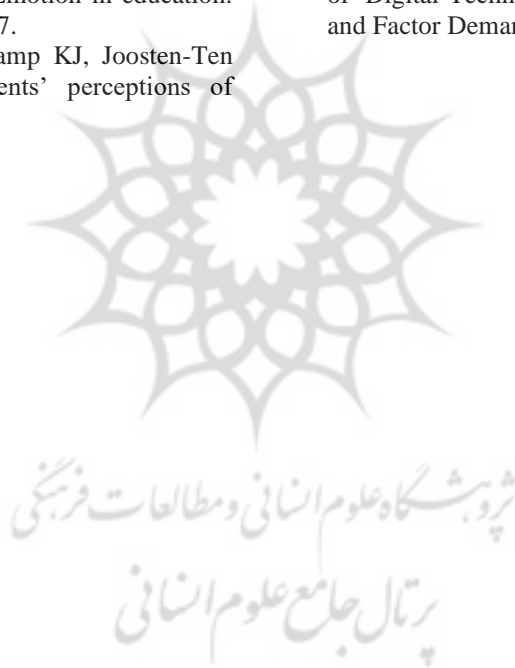 Emotion in education.
7.
amp KJ, Joosten-Ten
ents’ perceptions of
of Digital Techn
and Factor Deman
پژوهشگاه علوم انسانی و مطالعات فرهنگی
پرتال جامع علوم انسانی